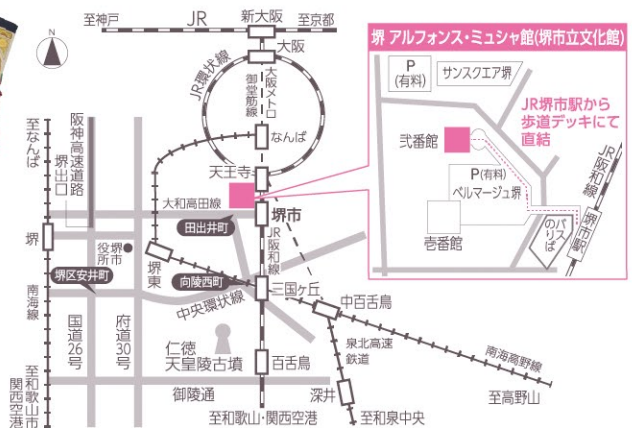 至神戸
JR
新大阪
至京都
N
大阪
JR環状線
大阪メトロ
御堂筋線
なんば
天王寺
至なんば
阪神高速道路
堺出口
大和高田線
田出井町
堺市
JR阪和線
堺
堺市
役所
堺東
堺区安井町
向陵西町
三国ヶ丘
中央環状線
中百舌鳥
南海線
国道26号
府道30号
仁徳
天皇陵古墳
百舌鳥
泉北高速
鉄道
南海高野線
至高野山
御陵通
深井
至和歌山市
関西空港
至和歌山・関西空港
至和泉中央
堺 アルフォンス・ミュシャ館(堺市立文化館)
P
(有料)
サンスクエア堺
JR堺市駅から
歩道デッキにて
直結
弐番館
P(有料)
ベルマージュ堺
壱番館
JR阪和線
堺市駅
バス
のりば